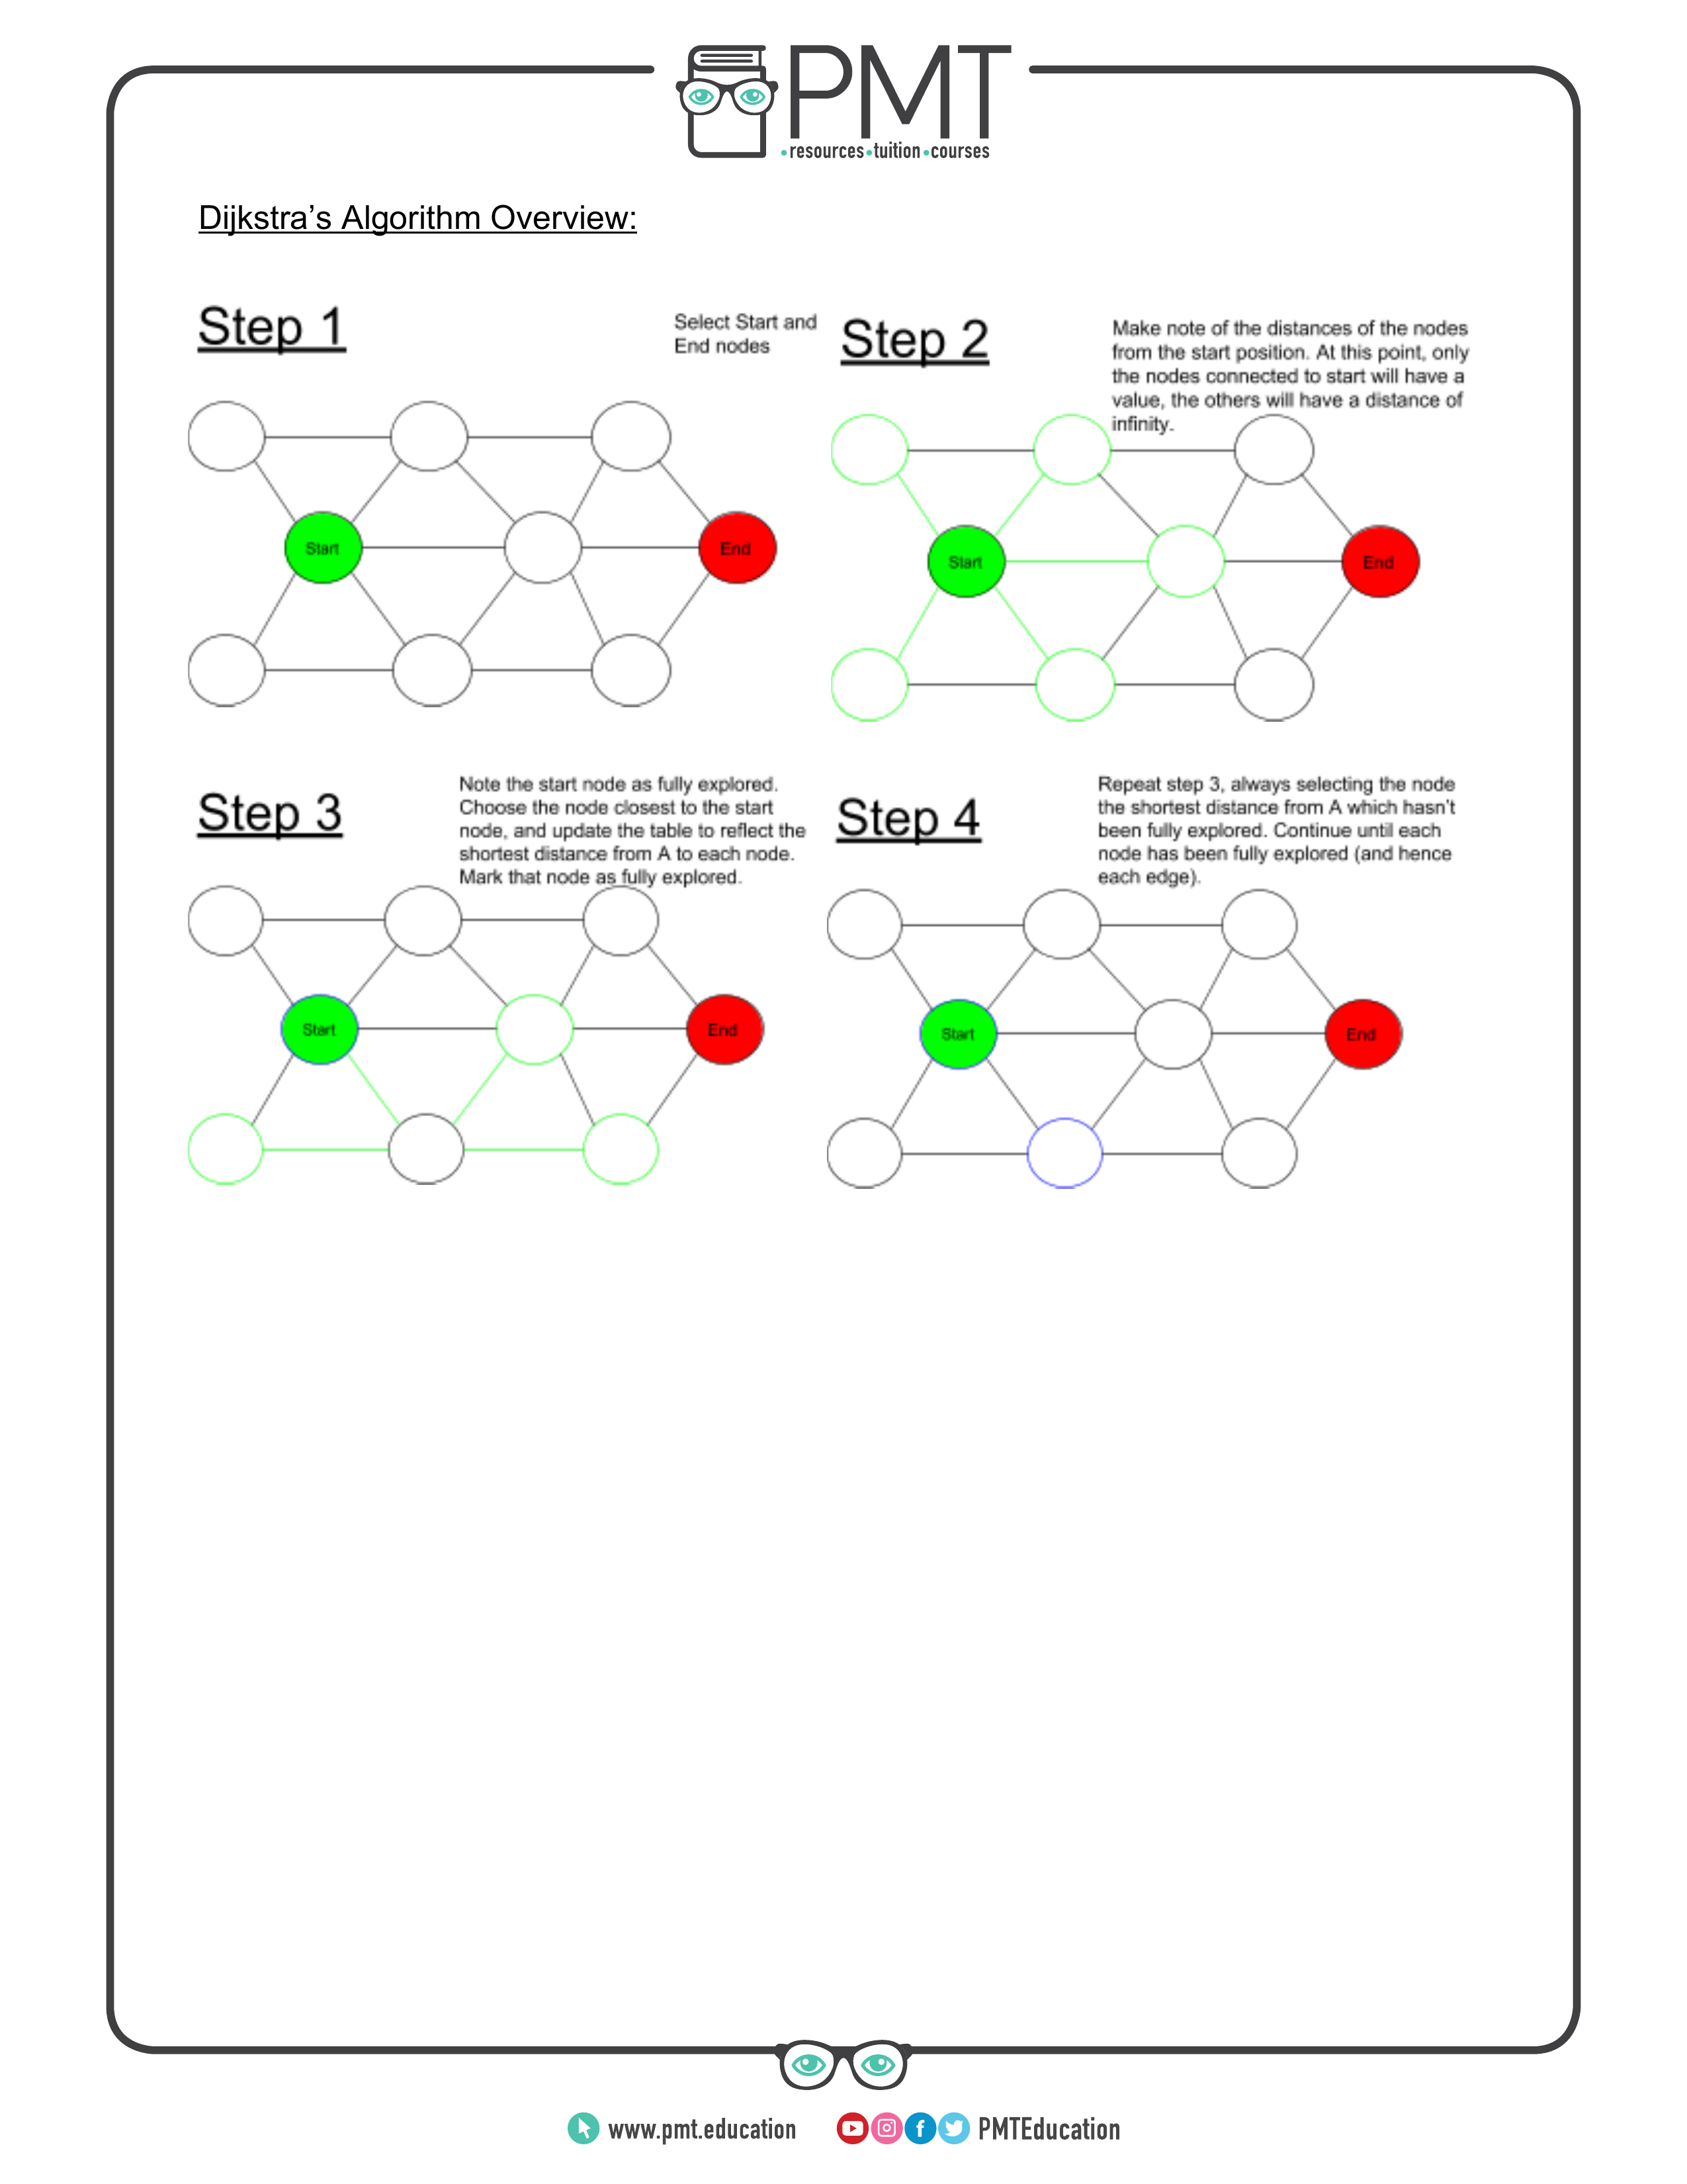 PMT
resources tuition courses
Dijkstra’s Algorithm Overview:
Step 1
Select Start and
End nodes
Start
End
Step 2
Make note of the distances of the nodes
from the start position. At this point, only
the nodes connected to start will have a
value, the others will have a distance of
infinity.
Start
End
Step 3
Note the start node as fully explored.
Choose the node closest to the start
node, and update the table to reflect the
shortest distance from A to each node.
Mark that node as fully explored.
Start
End
Step 4
Repeat step 3, always selecting the node
the shortest distance from A which hasn’t
been fully explored. Continue until each
node has been fully explored (and hence
each edge).
Start
End
www.pmt.education
PMTEducation